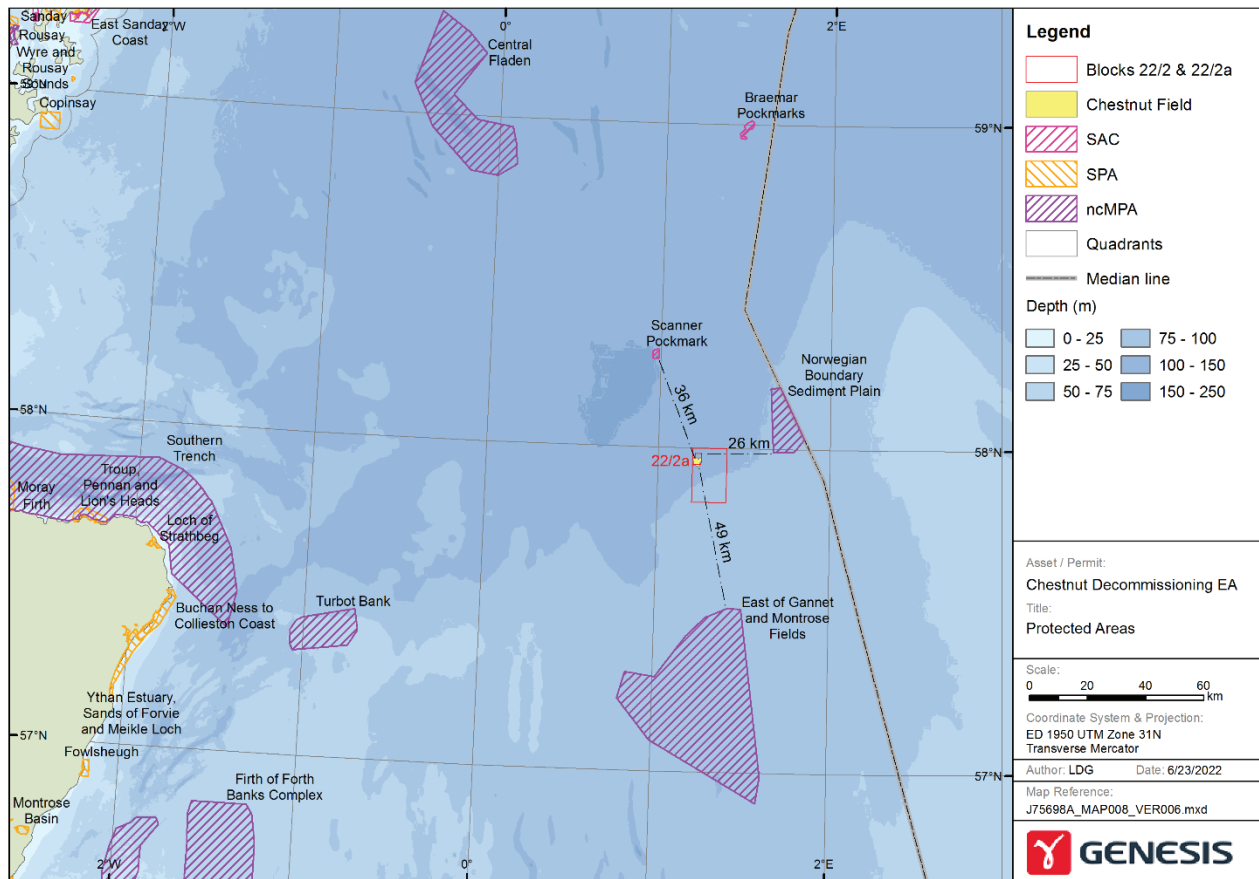 Sanday
East Sanday
Coast
Rousay
Wyre and
Rousay
Sounds
59°N
Copinsay
2°W
0°
2°E
Central
Fladen
Braemar
Pockmarks
59°N
Scanner
Pockmark
Norwegian
Boundary
Sediment Plain
36 km
26 km
22/2a
49 km
58°N
58°N
Southern
Trench
Troup,
Pennan and
Lion's Heads
Moray
Firth
Loch of
Strathbeg
Buchan Ness to
Collieston Coast
Turbot Bank
East of Gannet
and Montrose
Fields
Ythan Estuary,
Sands of Forvie
and Meikle Loch
57°N
57°N
Fowlsheugh
Firth of Forth
Banks Complex
Montrose
Basin
2°W
0°
2°E
Legend
Blocks 22/2 & 22/2a
Chestnut Field
SAC
SPA
ncMPA
Quadrants
Median line
Depth (m)
0 - 25
25 - 50
50 - 75
75 - 100
100 - 150
150 - 250
Asset / Permit:
Chestnut Decommissioning EA
Title:
Protected Areas
Scale:
0 20 40 60
km
Coordinate System & Projection:
ED 1950 UTM Zone 31N
Transverse Mercator
Author: LDG Date: 6/23/2022
Map Reference:
J75698A_MAP008_VER006.mxd
GENESIS